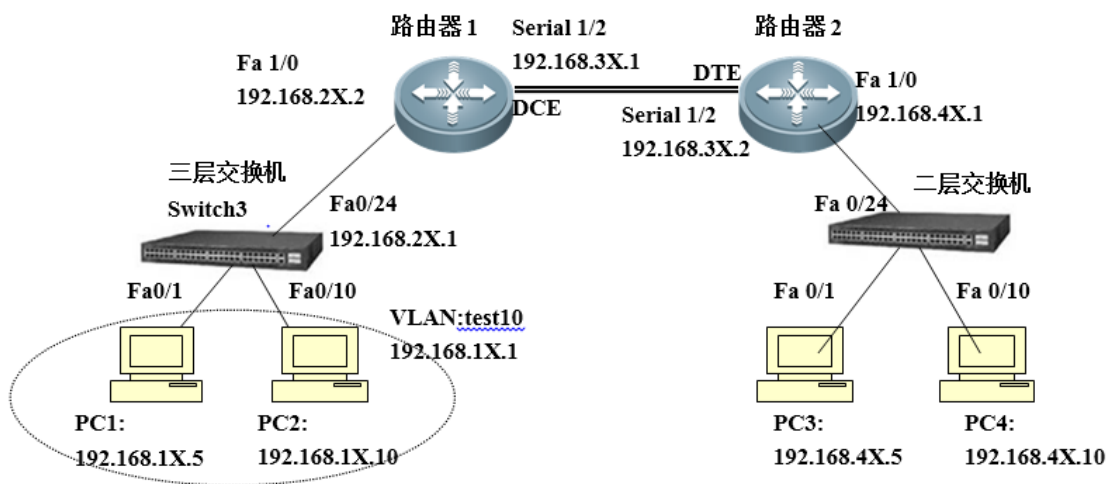 路由器 1
Serial 1/2
192.168.3X.1
路由器 2
Fa 1/0
192.168.2X.2
DTE
Fa 1/0
192.168.4X.1
DCE
Serial 1/2
192.168.3X.2
三层交换机
Switch3
Fa0/24
192.168.2X.1
二层交换机
Fa 0/24
Fa0/1
Fa0/10
Fa 0/1
Fa 0/10
VLAN:test10
192.168.1X.1
PC1:
192.168.1X.5
PC2:
192.168.1X.10
PC3:
192.168.4X.5
PC4:
192.168.4X.10